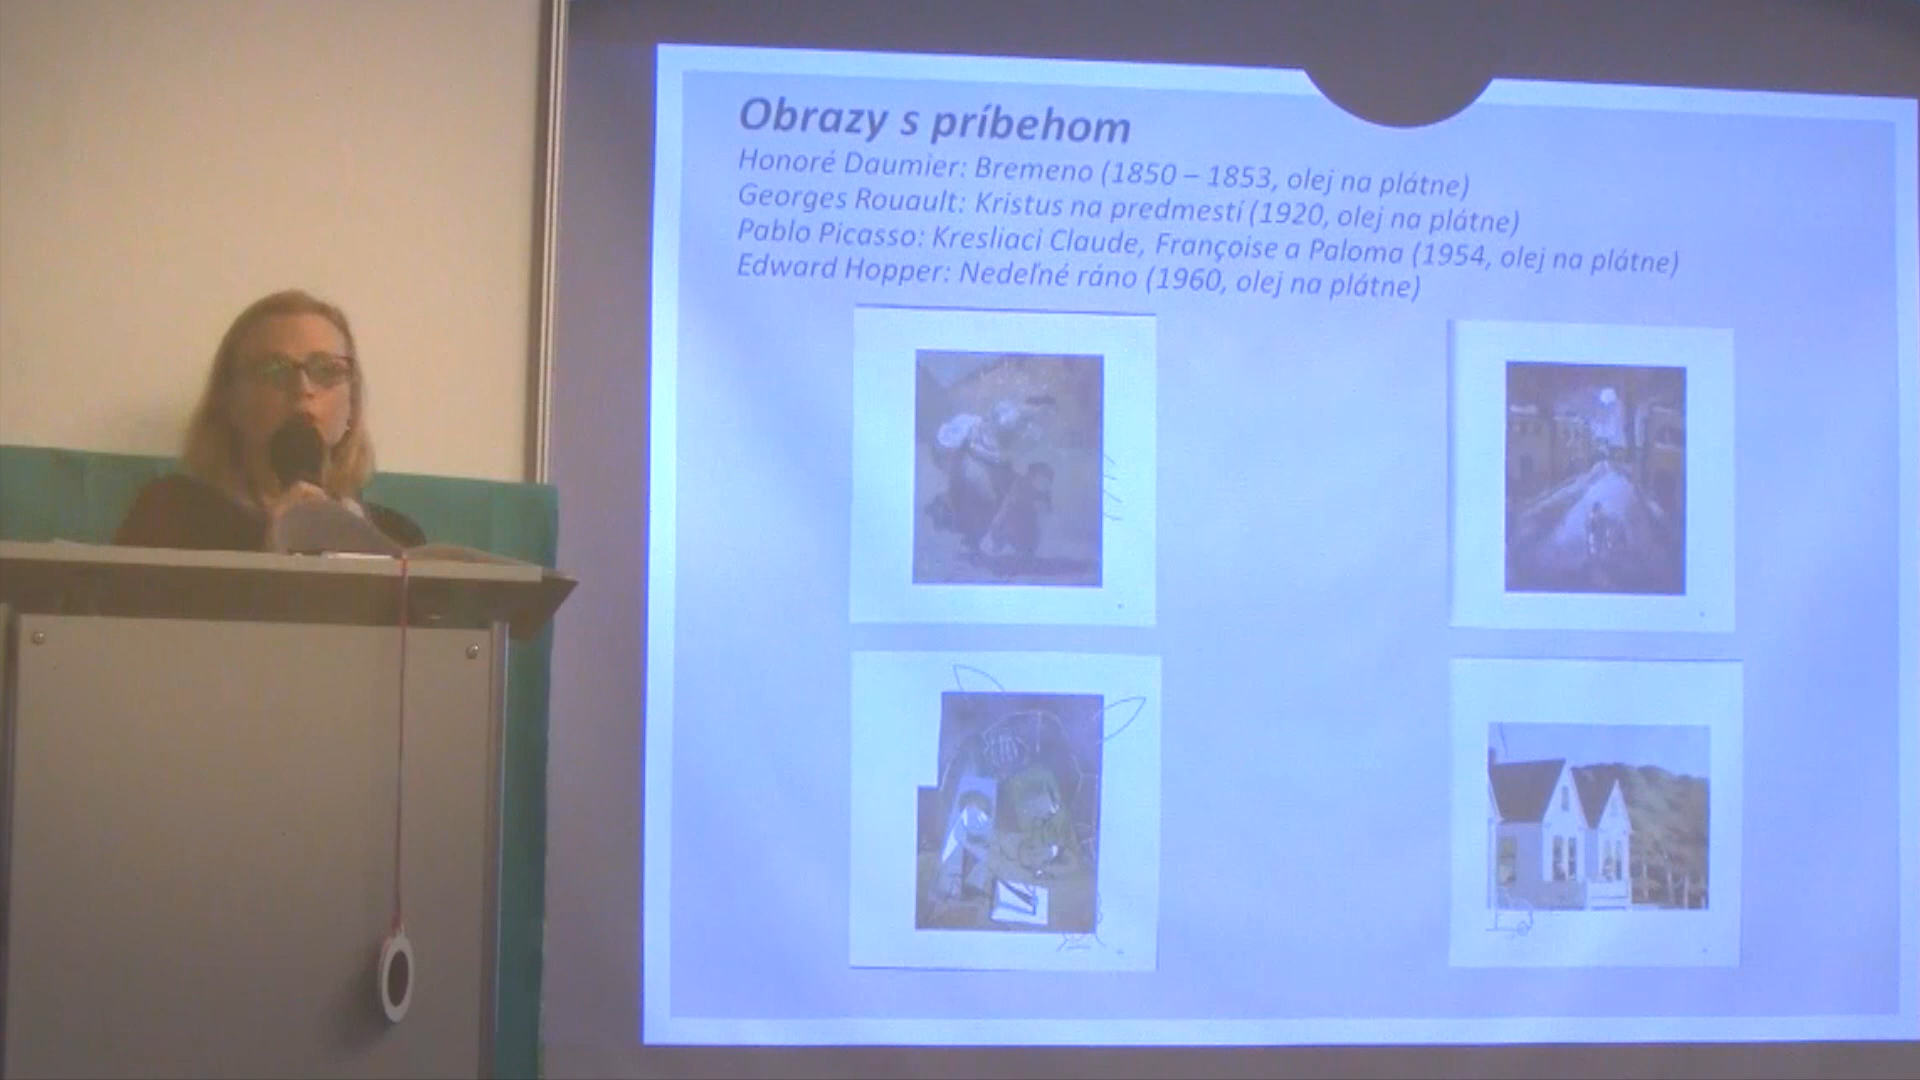 Obrazy s príbehom
Honoré Daumier: Bremeno (1850 – 1853, olej na plátne)
Georges Rouault: Kristus na predmestí (1920, olej na plátne)
Pablo Picasso: Kresliaci Claude, Françoise a Paloma (1954, olej na plátne)
Edward Hopper: Nedeľné ráno (1960, olej na plátne)